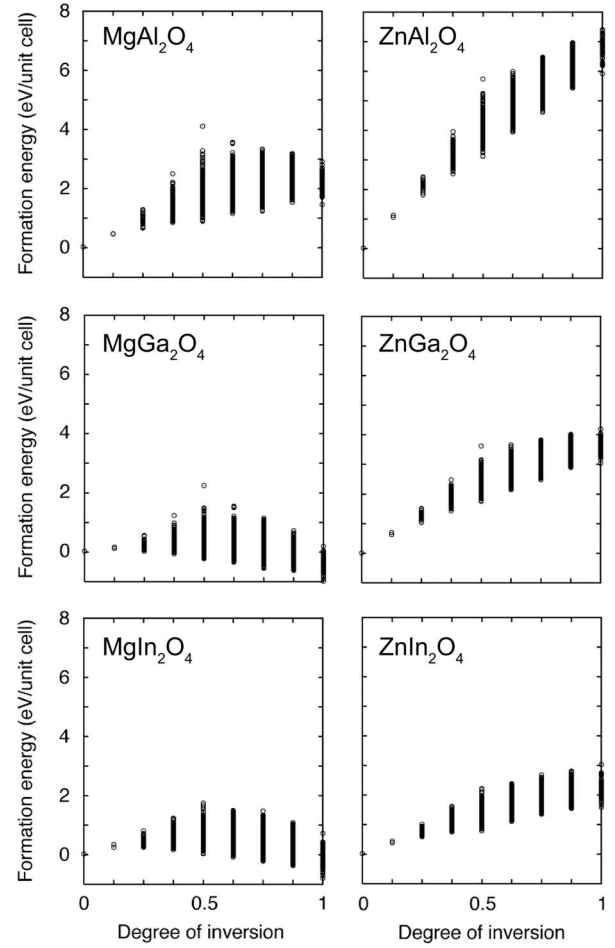 MgAl₂O₄
ZnAl₂O₄
Formation energy (eV/unit cell)
8
6
4
2
0
MgGa₂O₄
ZnGa₂O₄
Formation energy (eV/unit cell)
8
6
4
2
0
MgIn₂O₄
ZnIn₂O₄
Formation energy (eV/unit cell)
8
6
4
2
0
0 0.5 1 0 0.5 1
Degree of inversion Degree of inversion